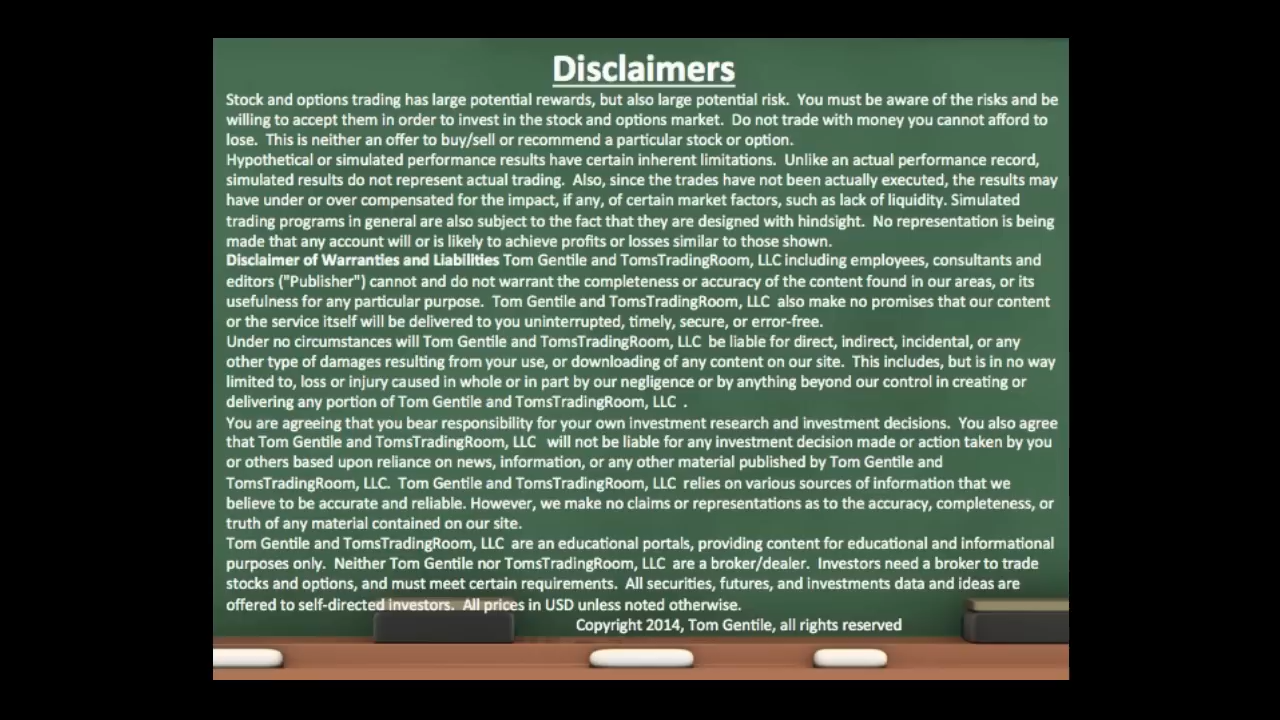 Disclaimers
Stock and options trading has large potential rewards, but also large potential risk.  You must be aware of the risks and be
willing to accept them in order to invest in the stock and options market.  Do not trade with money you cannot afford to
lose.  This is neither an offer to buy/sell or recommend a particular stock or option.
Hypothetical or simulated performance results have certain inherent limitations.  Unlike an actual performance record,
simulated results do not represent actual trading.  Also, since the trades have not been actually executed, the results may
have under or over compensated for the impact, if any, of certain market factors, such as lack of liquidity. Simulated
trading programs in general are also subject to the fact that they are designed with hindsight.  No representation is being
made that any account will or is likely to achieve profits or losses similar to those shown.
Disclaimer of Warranties and Liabilities Tom Gentile and TomsTradingRoom, LLC including employees, consultants and
editors ("Publisher") cannot and do not warrant the completeness or accuracy of the content found in our areas, or its
usefulness for any particular purpose.  Tom Gentile and TomsTradingRoom, LLC  also make no promises that our content
or the service itself will be delivered to you uninterrupted, timely, secure, or error-free.
Under no circumstances will Tom Gentile and TomsTradingRoom, LLC  be liable for direct, indirect, incidental, or any
other type of damages resulting from your use, or downloading of any content on our site.  This includes, but is in no way
limited to, loss or injury caused in whole or in part by our negligence or by anything beyond our control in creating or
delivering any portion of Tom Gentile and TomsTradingRoom, LLC  .
You are agreeing that you bear responsibility for your own investment research and investment decisions.  You also agree
that Tom Gentile and TomsTradingRoom, LLC   will not be liable for any investment decision made or action taken by you
or others based upon reliance on news, information, or any other material published by Tom Gentile and
TomsTradingRoom, LLC.  Tom Gentile and TomsTradingRoom, LLC  relies on various sources of information that we
believe to be accurate and reliable. However, we make no claims or representations as to the accuracy, completeness, or
truth of any material contained on our site.
Tom Gentile and TomsTradingRoom, LLC  are an educational portals, providing content for educational and informational
purposes only.  Neither Tom Gentile nor TomsTradingRoom, LLC  are a broker/dealer.  Investors need a broker to trade
stocks and options, and must meet certain requirements.  All securities, futures, and investments data and ideas are
offered to self-directed investors.  All prices in USD unless noted otherwise.
Copyright 2014, Tom Gentile, all rights reserved